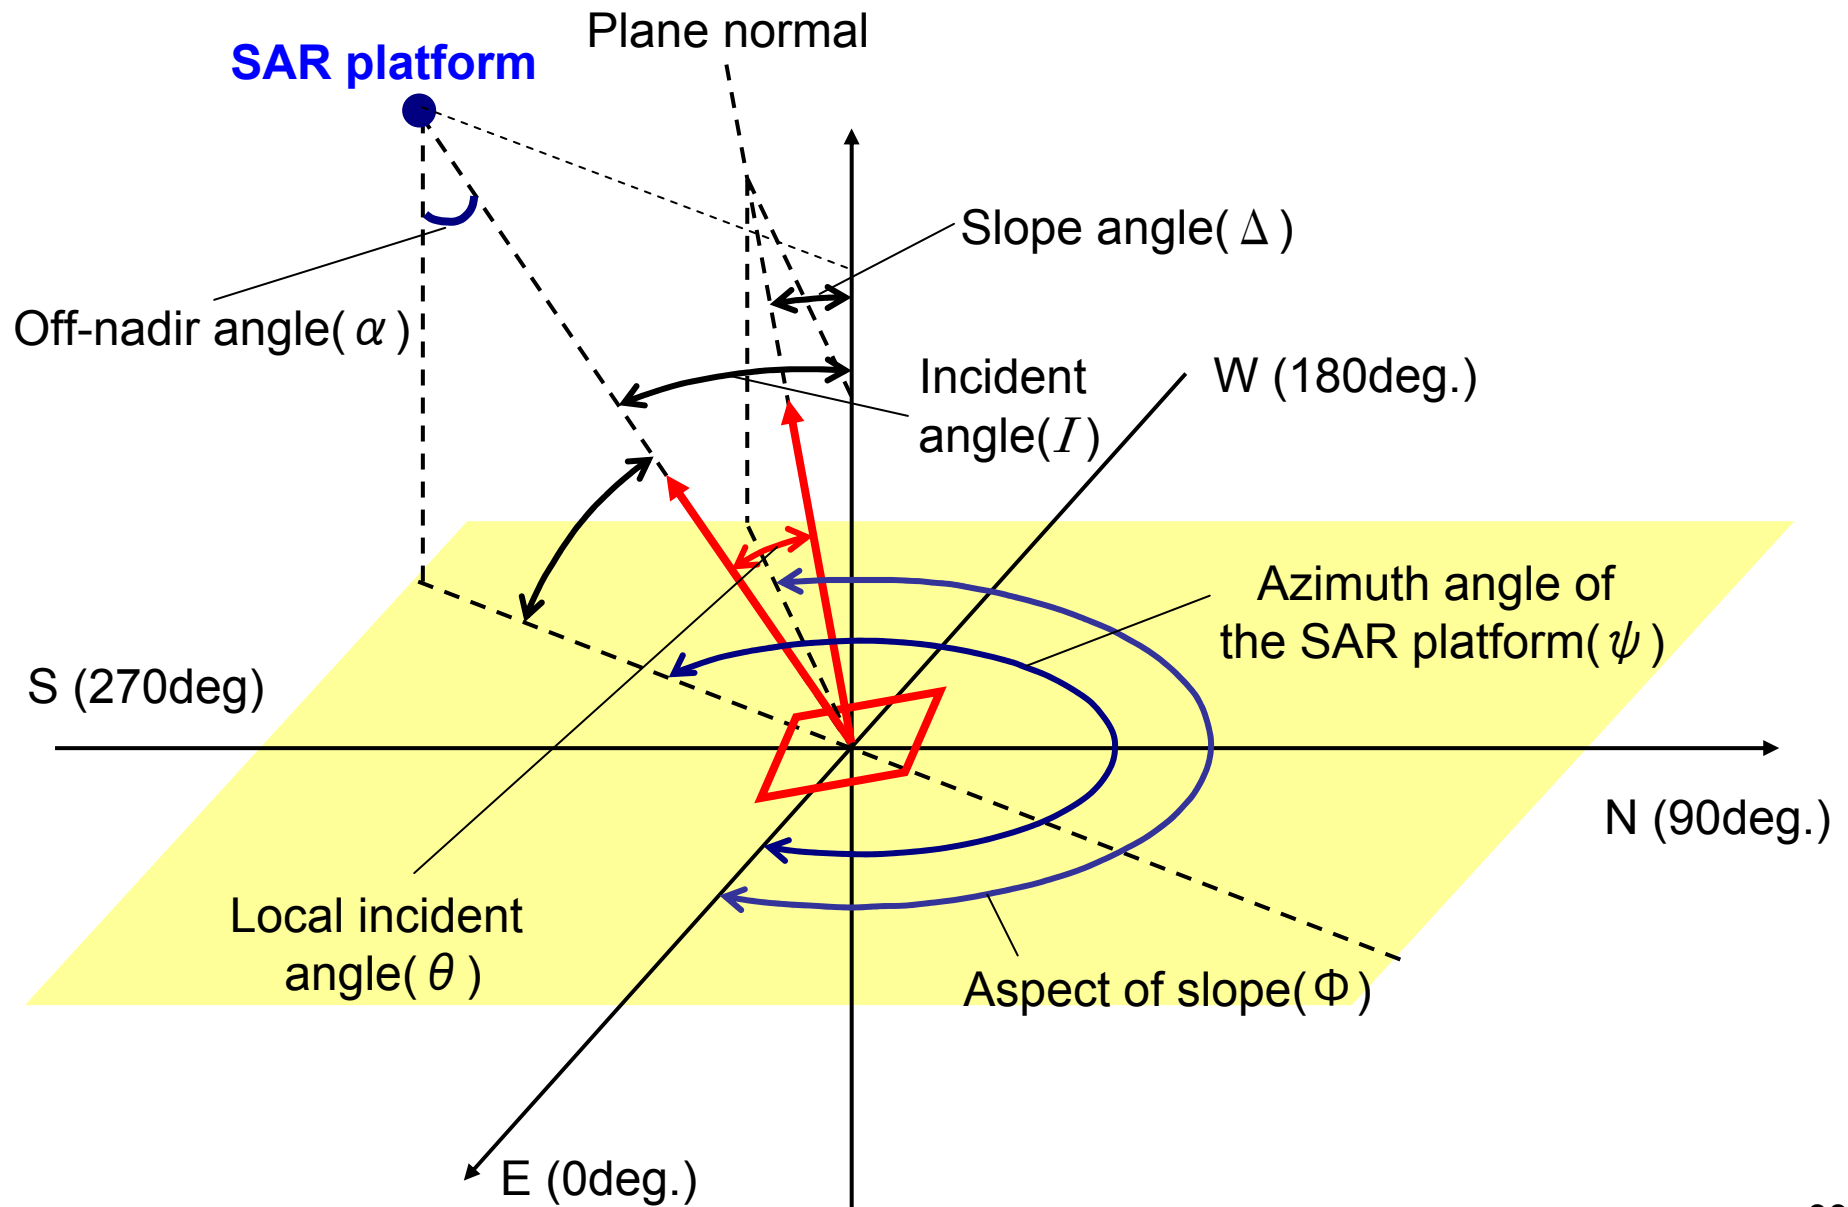 Plane normal
SAR platform
Slope angle( Δ )
Off-nadir angle( α )
Incident
angle( I )
W (180deg.)
Azimuth angle of
the SAR platform( ψ )
S (270deg)
N (90deg.)
Local incident
angle( θ )
Aspect of slope( Φ )
E (0deg.)